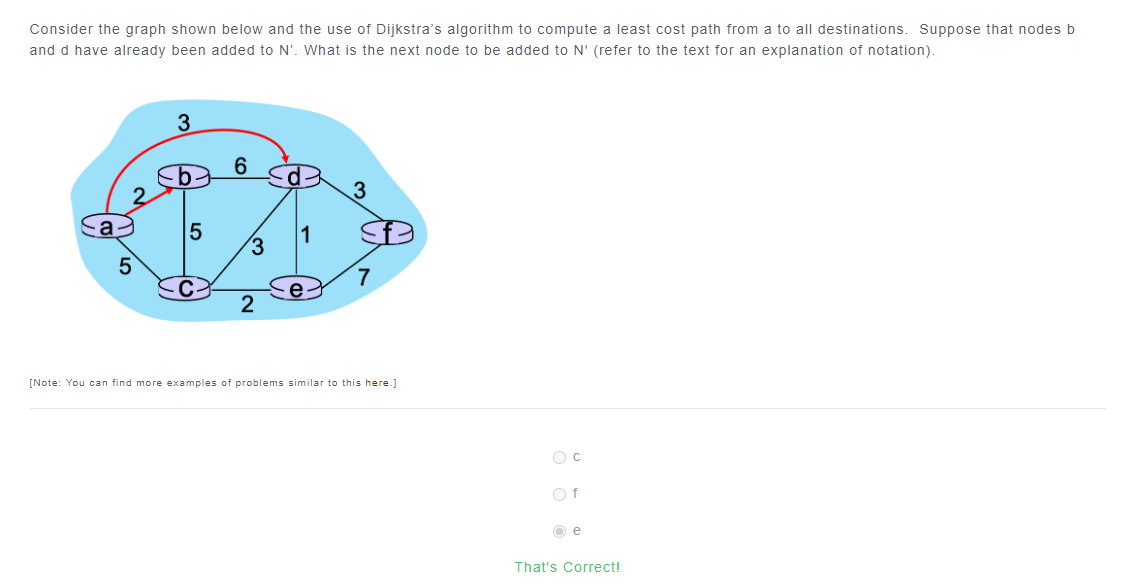 Consider the graph shown below and the use of Dijkstra's algorithm to compute a least cost path from a to all destinations.  Suppose that nodes b
and d have already been added to N'. What is the next node to be added to N' (refer to the text for an explanation of notation).
3
6
b
d
2
3
a
5
3
1
f
5
c
e
7
2
[Note: You can find more examples of problems similar to this here.]
c
f
e
That's Correct!